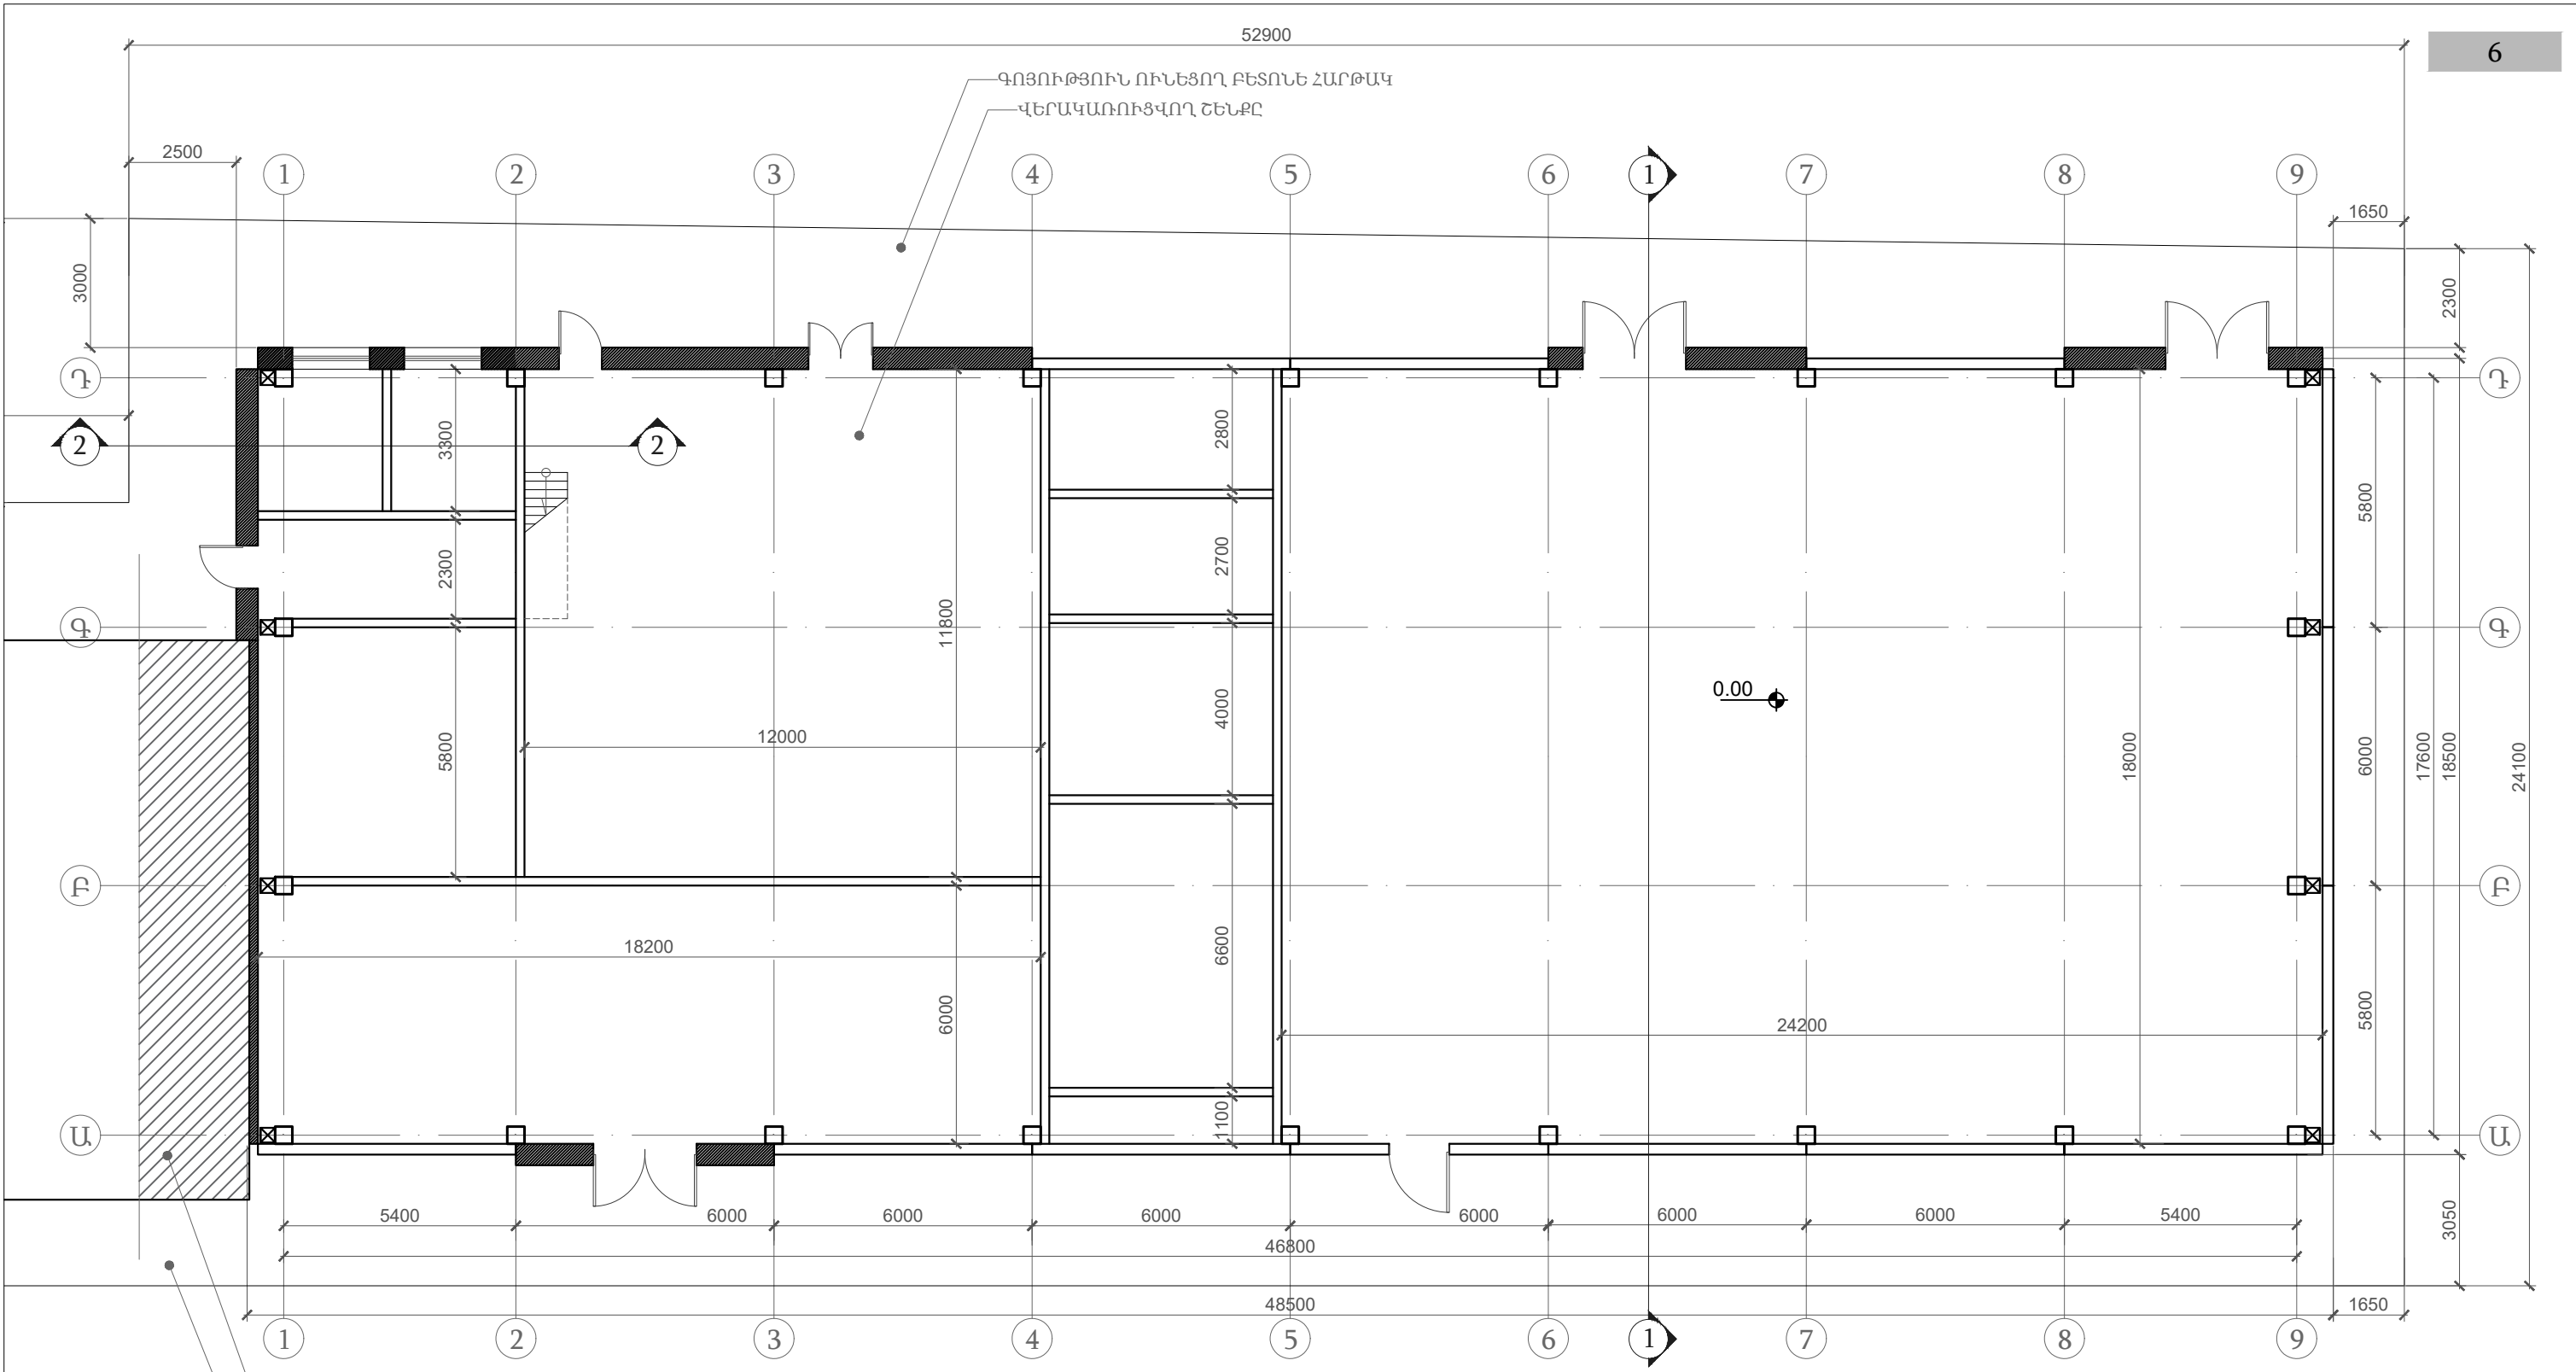 52900
6
ԳՈՅՈՒԹՅՈՒՆ ՈՒՆԵՑՈՂ ԲԵՏՈՆԵ ՀԱՐԹԱԿ
ՎԵՐԱԿԱՌՈՒՑՎՈՂ ՇԵՆՔԸ
2500
1 2 3 4 5 6 1 7 8 9
1650
3000
2300
Դ
Դ
2 2
3300
2800
5800
2300
2700
11800
Գ
Գ
0.00
4000
12000
5800
18000
6000
17600
18500
24100
Բ
Բ
18200
6600
6000
24200
5800
1100
Ա
Ա
5400 6000 6000 6000 6000 6000 6000 5400
3050
46800
48500
1650
1 2 3 4 5 6 1 7 8 9